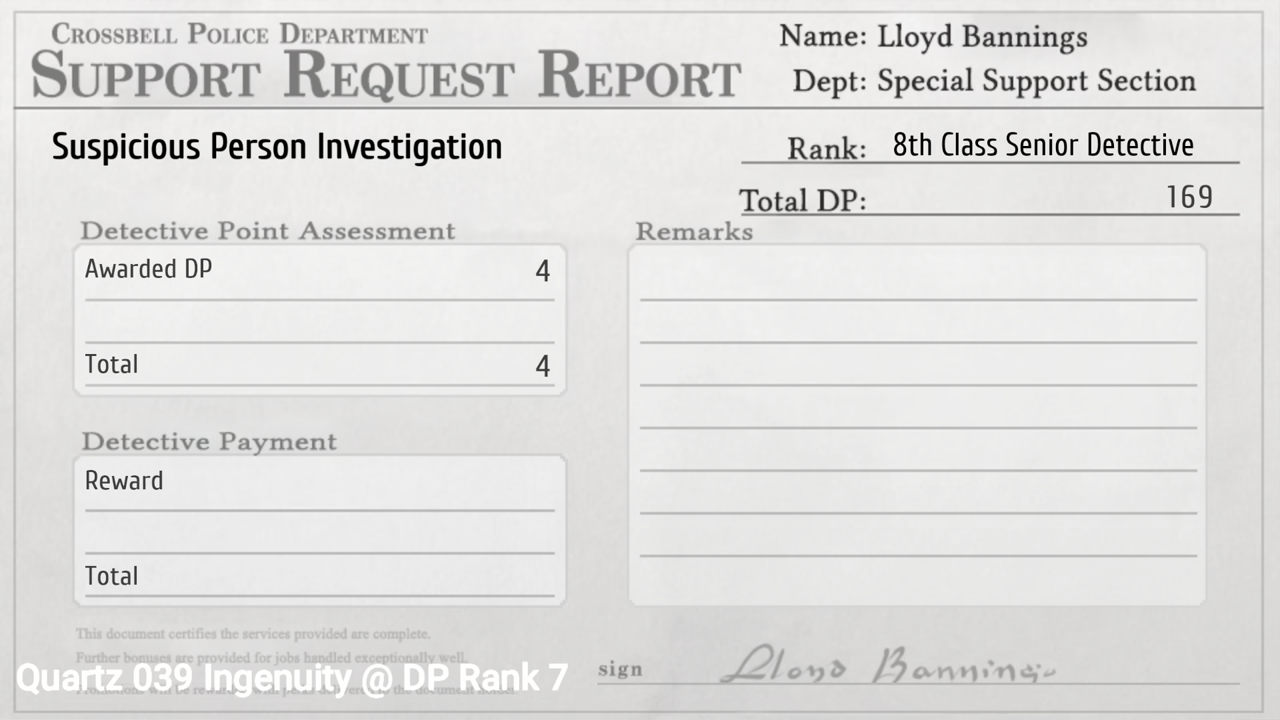 CROSSBELL POLICE DEPARTMENT
SUPPORT REQUEST REPORT
Name: Lloyd Bannings
Dept: Special Support Section
Suspicious Person Investigation
Rank: 8th Class Senior Detective
Total DP: 169
Detective Point Assessment
Awarded DP 4
Total 4
Remarks
Detective Payment
Reward
Total
This document certifies the services provided are complete.
Further bonuses are provided for jobs handled exceptionally well.
Quartz 039 Ingenuity @ DP Rank 7
sign Lloyd Bannings